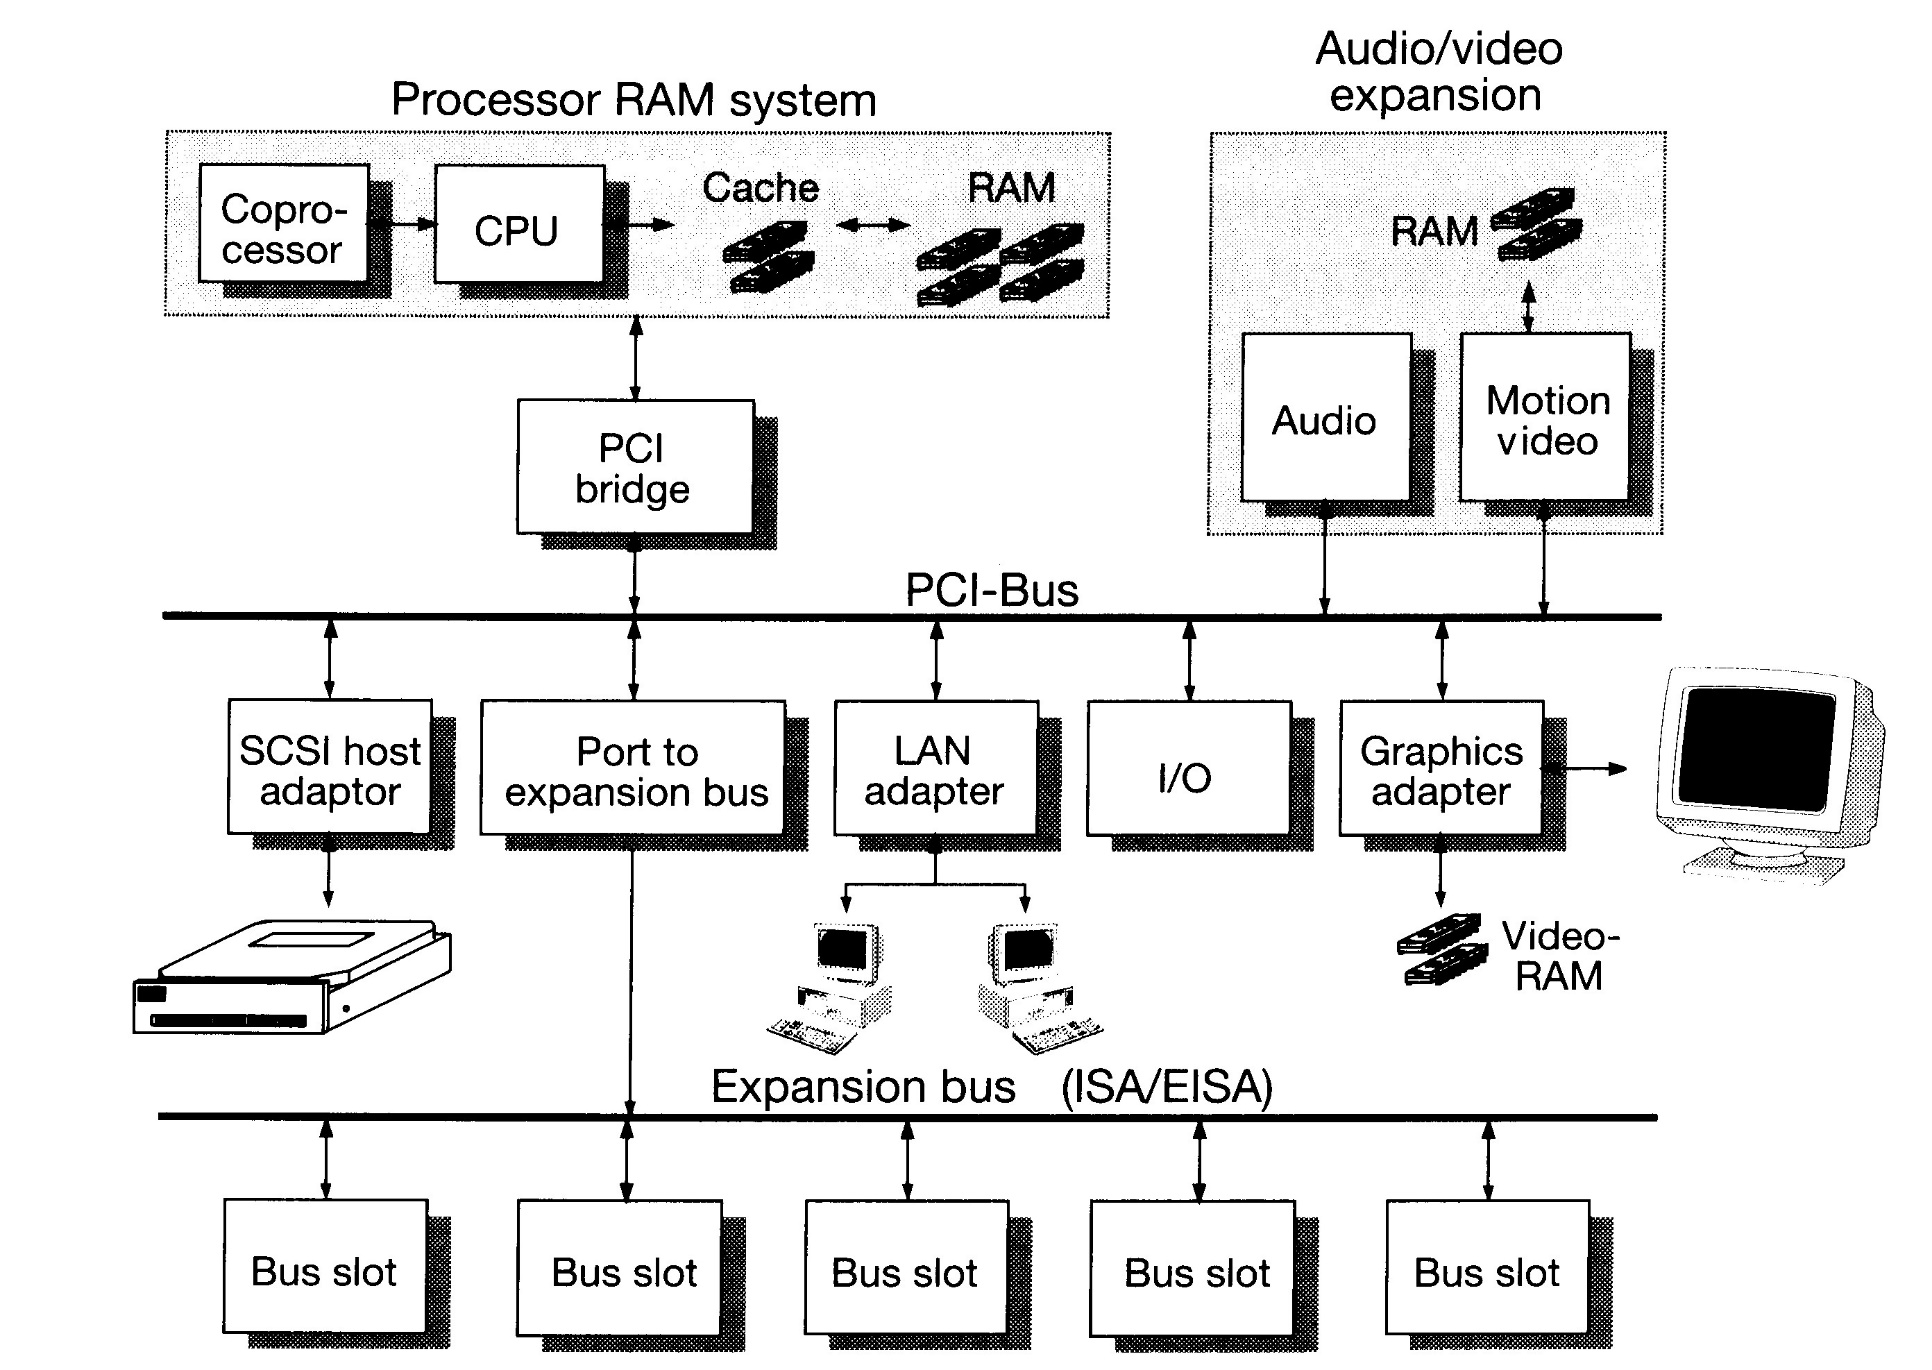 Audio/video
expansion
Processor RAM system
Copro-
cessor
CPU
Cache
RAM
RAM
Audio
Motion
video
PCI
bridge
PCI-Bus
SCSI host
adaptor
Port to
expansion bus
LAN
adapter
I/O
Graphics
adapter
Video-
RAM
Expansion bus (ISA/EISA)
Bus slot
Bus slot
Bus slot
Bus slot
Bus slot